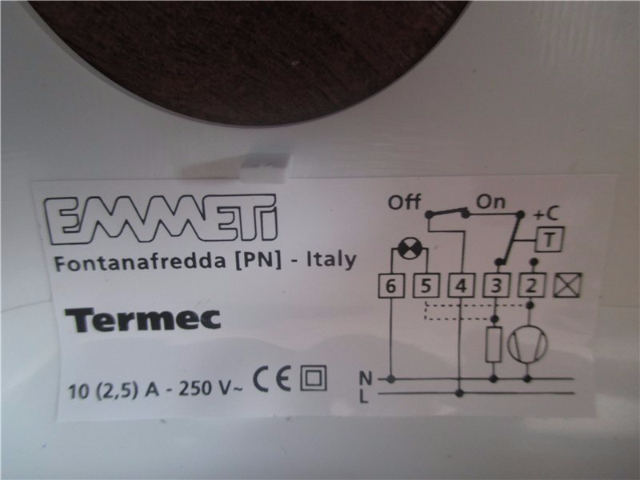 EMMETi
Fontanafredda [PN] - Italy
Termec
10 (2,5) A - 250 V~ CE
Off On
+C
T
6 5 4 3 2
N
L